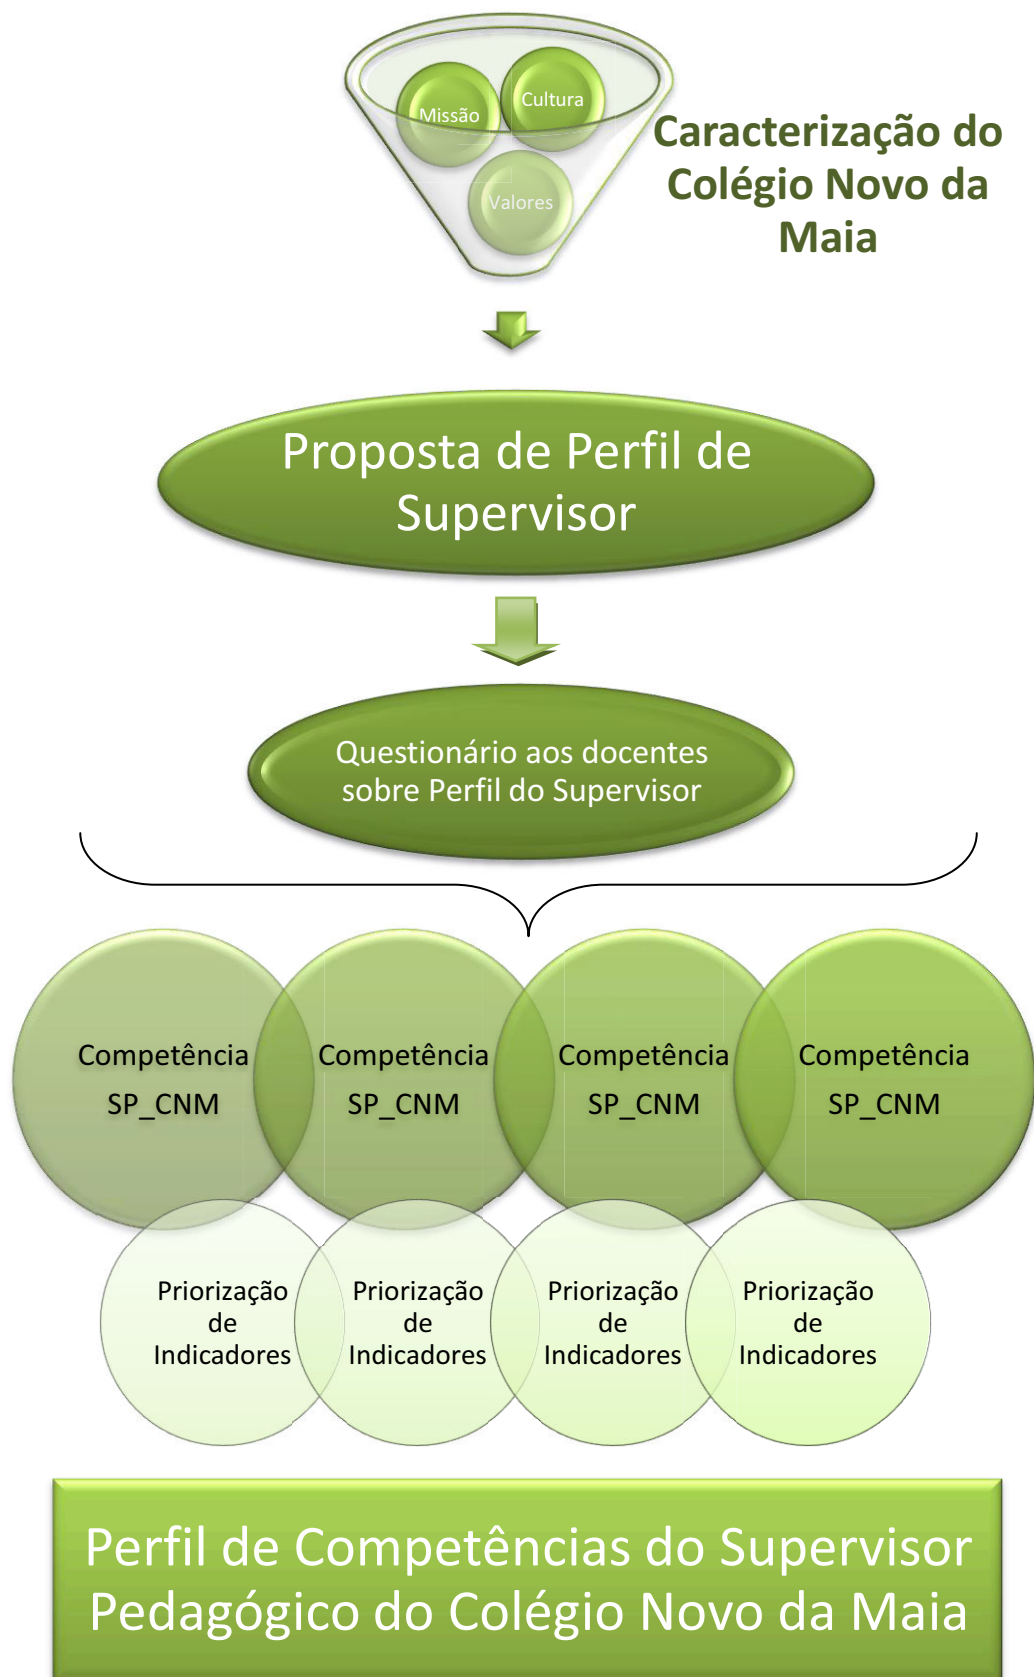 Missão
Cultura
Valores
Caracterização do
Colégio Novo da
Maia
Proposta de Perfil de
Supervisor
Questionário aos docentes
sobre Perfil do Supervisor
Competência
SP_CNM
Competência
SP_CNM
Competência
SP_CNM
Competência
SP_CNM
Priorização
de
Indicadores
Priorização
de
Indicadores
Priorização
de
Indicadores
Priorização
de
Indicadores
Perfil de Competências do Supervisor
Pedagógico do Colégio Novo da Maia